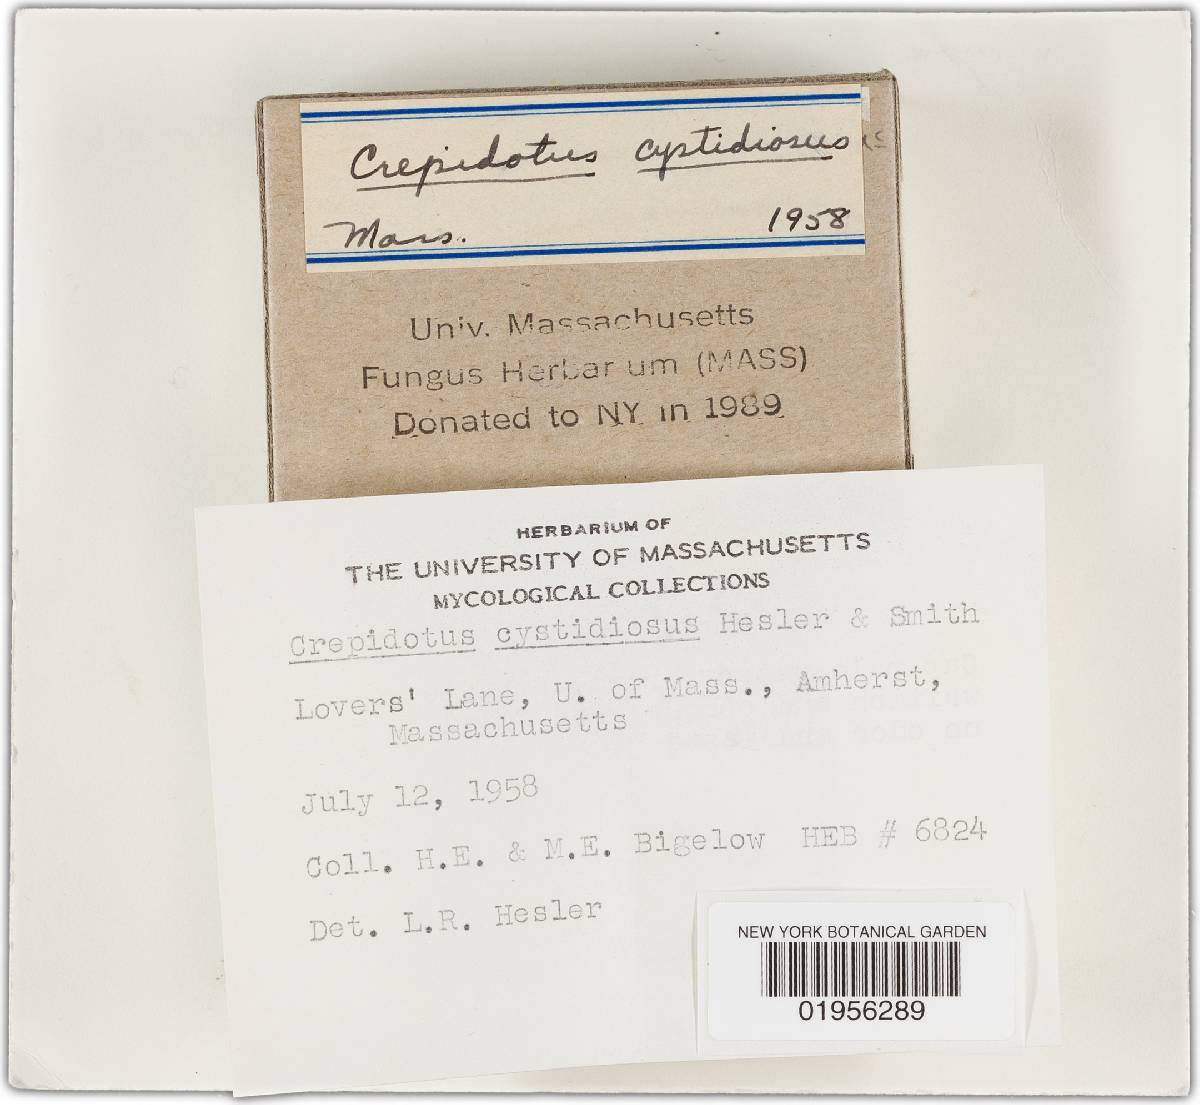 Crepidotus cystidiosus
Mass. 1958
Univ. Massachusetts
Fungus Herbarium (MASS)
Donated to NY in 1989
HERBARIUM OF
THE UNIVERSITY OF MASSACHUSETTS
MYCOLOGICAL COLLECTIONS
Crepidotus cystidiosus Hesler & Smith
Lovers' Lane, U. of Mass., Amherst,
Massachusetts
July 12, 1958
Coll. H.E. & M.E. Bigelow HEB # 6824
Det. L.R. Hesler
NEW YORK BOTANICAL GARDEN
01956289